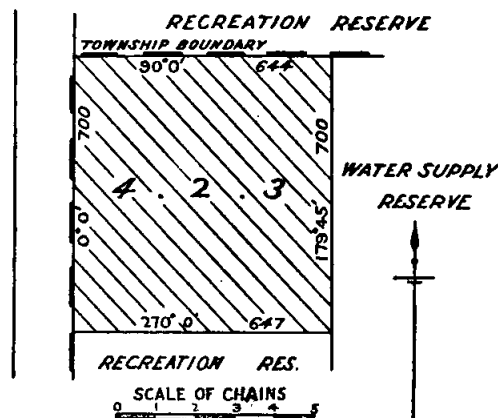 RECREATION RESERVE
TOWNSHIP BOUNDARY
90° 0' 644
700
700
4 . 2 . 3
WATER SUPPLY
RESERVE
0° 0'
179° 45'
270° 0' 647
RECREATION RES.
SCALE OF CHAINS
0 1 2 3 4 5